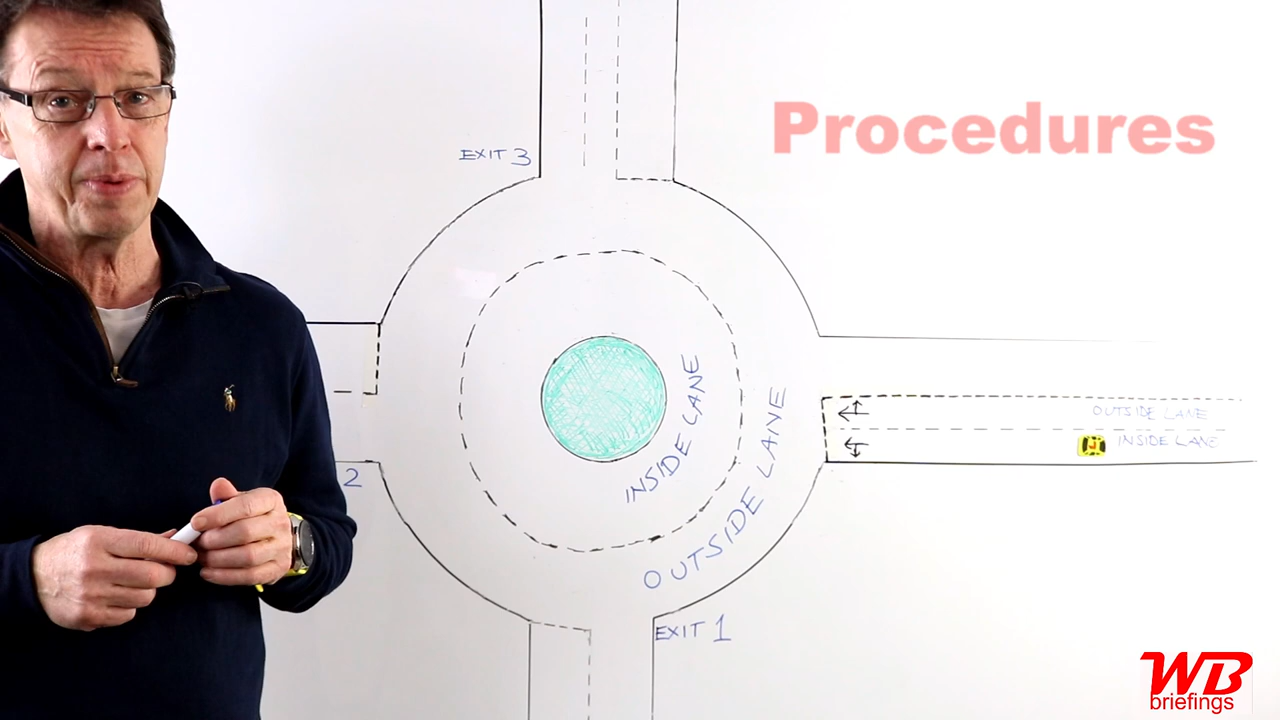 Procedures
EXIT 3
OUTSIDE LANE
INSIDE LANE
INSIDE LANE
OUTSIDE LANE
2
EXIT 1
WB
briefings